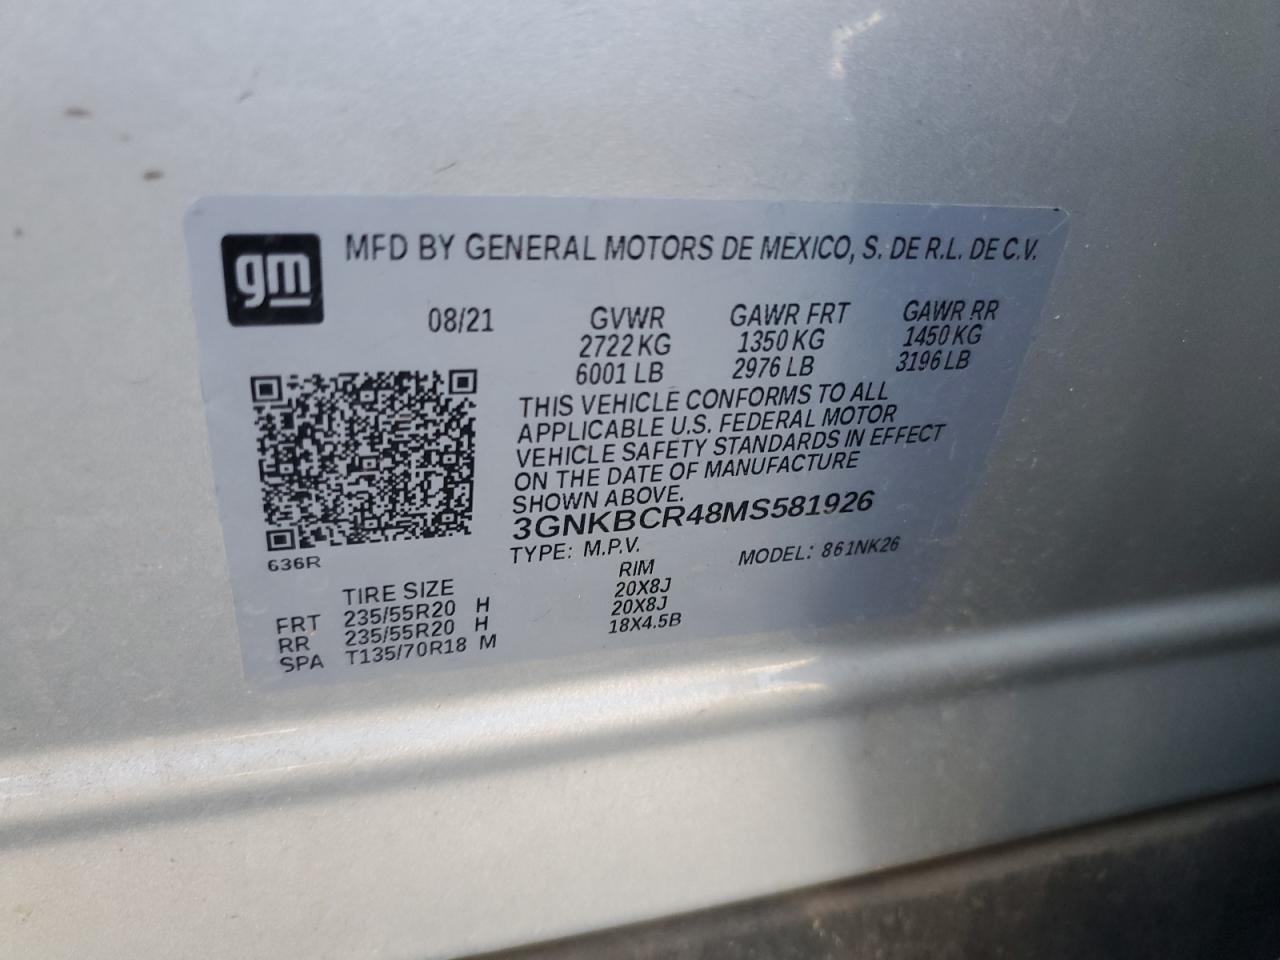 gm
MFD BY GENERAL MOTORS DE MEXICO, S. DE R.L. DE C.V.
08/21 GVWR GAWR FRT GAWR RR
2722 KG 1350 KG 1450 KG
6001 LB 2976 LB 3196 LB
THIS VEHICLE CONFORMS TO ALL
APPLICABLE U.S. FEDERAL MOTOR
VEHICLE SAFETY STANDARDS IN EFFECT
ON THE DATE OF MANUFACTURE
SHOWN ABOVE.
3GNKBCR48MS581926
TYPE: M.P.V. MODEL: 861NK26
636R
TIRE SIZE RIM
FRT 235/55R20 H 20X8J
RR 235/55R20 H 20X8J
SPA T135/70R18 M 18X4.5B